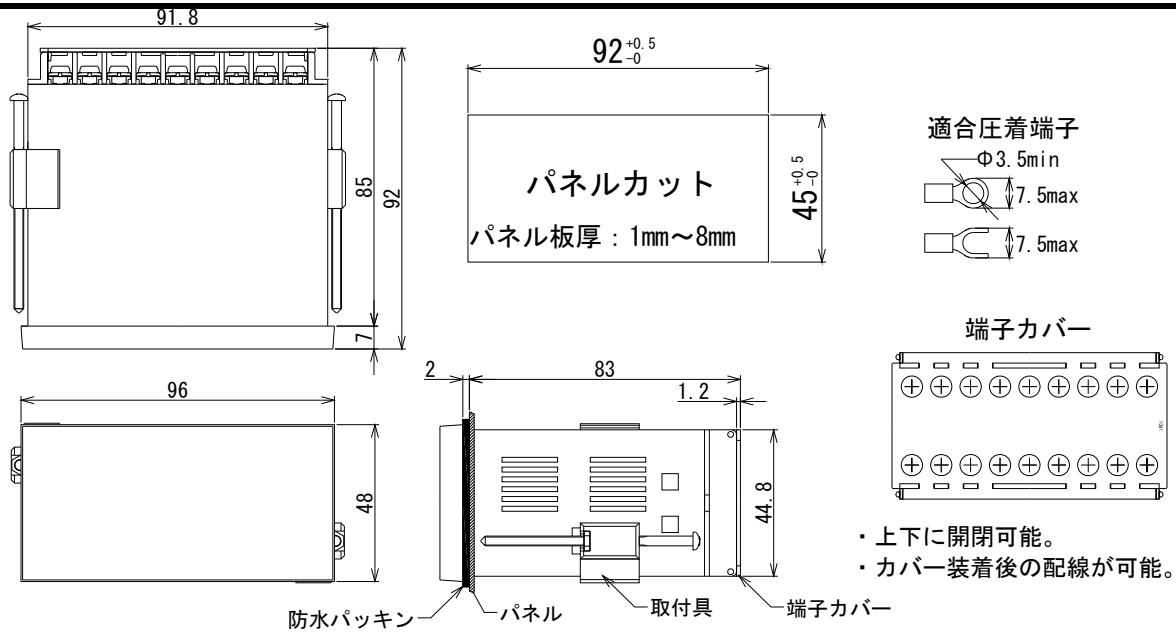 91.8
85
92
7
92+0.5-0
パネルカット
パネル板厚：1mm～8mm
45+0.5-0
適合圧着端子
Φ3.5min
7.5max
7.5max
端子カバー
96
48
2
83
1.2
44.8
防水パッキン
パネル
取付具
端子カバー
・上下に開閉可能。
・カバー装着後の配線が可能。